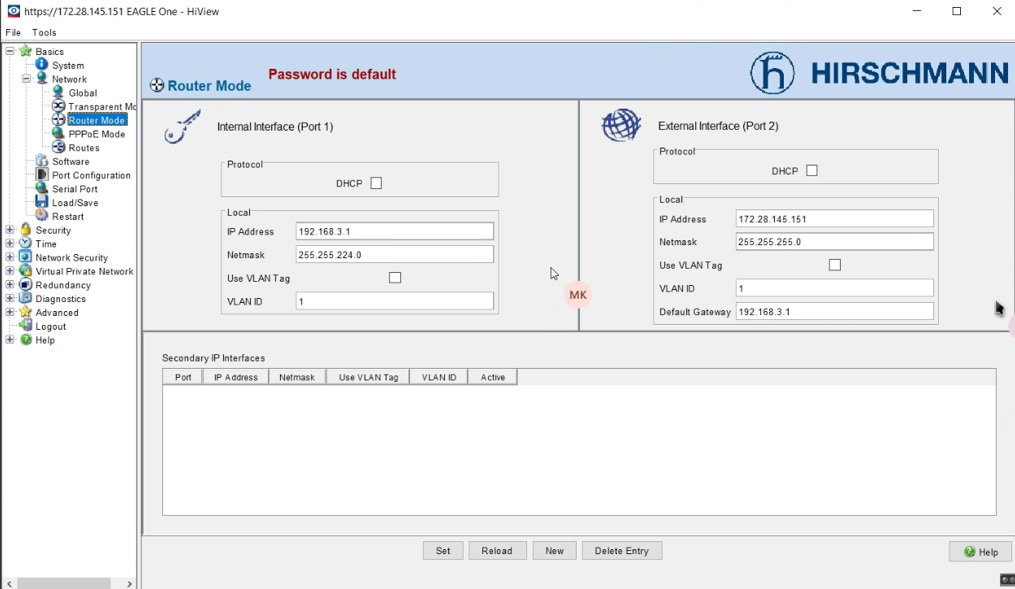 https://172.28.145.151 EAGLE One - HiView
File Tools
Basics
System
Network
Global
Transparent Mo
Router Mode
PPPoE Mode
Routes
Software
Port Configuration
Serial Port
Load/Save
Restart
Security
Time
Network Security
Virtual Private Network
Redundancy
Diagnostics
Advanced
Logout
Help
Router Mode
Password is default
HIRSCHMANN
Internal Interface (Port 1)
Protocol
DHCP
Local
IP Address 192.168.3.1
Netmask 255.255.224.0
Use VLAN Tag
VLAN ID 1
MK
External Interface (Port 2)
Protocol
DHCP
Local
IP Address 172.28.145.151
Netmask 255.255.255.0
Use VLAN Tag
VLAN ID 1
Default Gateway 192.168.3.1
Secondary IP Interfaces
Port IP Address Netmask Use VLAN Tag VLAN ID Active
Set Reload New Delete Entry Help